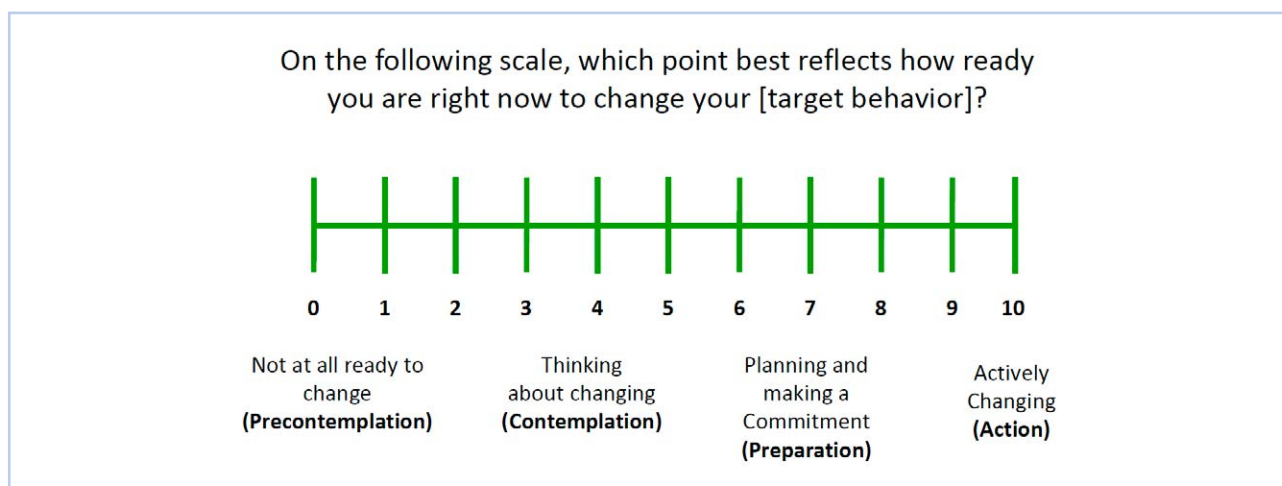 On the following scale, which point best reflects how ready
you are right now to change your [target behavior]?
0 1 2 3 4 5 6 7 8 9 10
Not at all ready to
change
(Precontemplation)
Thinking
about changing
(Contemplation)
Planning and
making a
Commitment
(Preparation)
Actively
Changing
(Action)